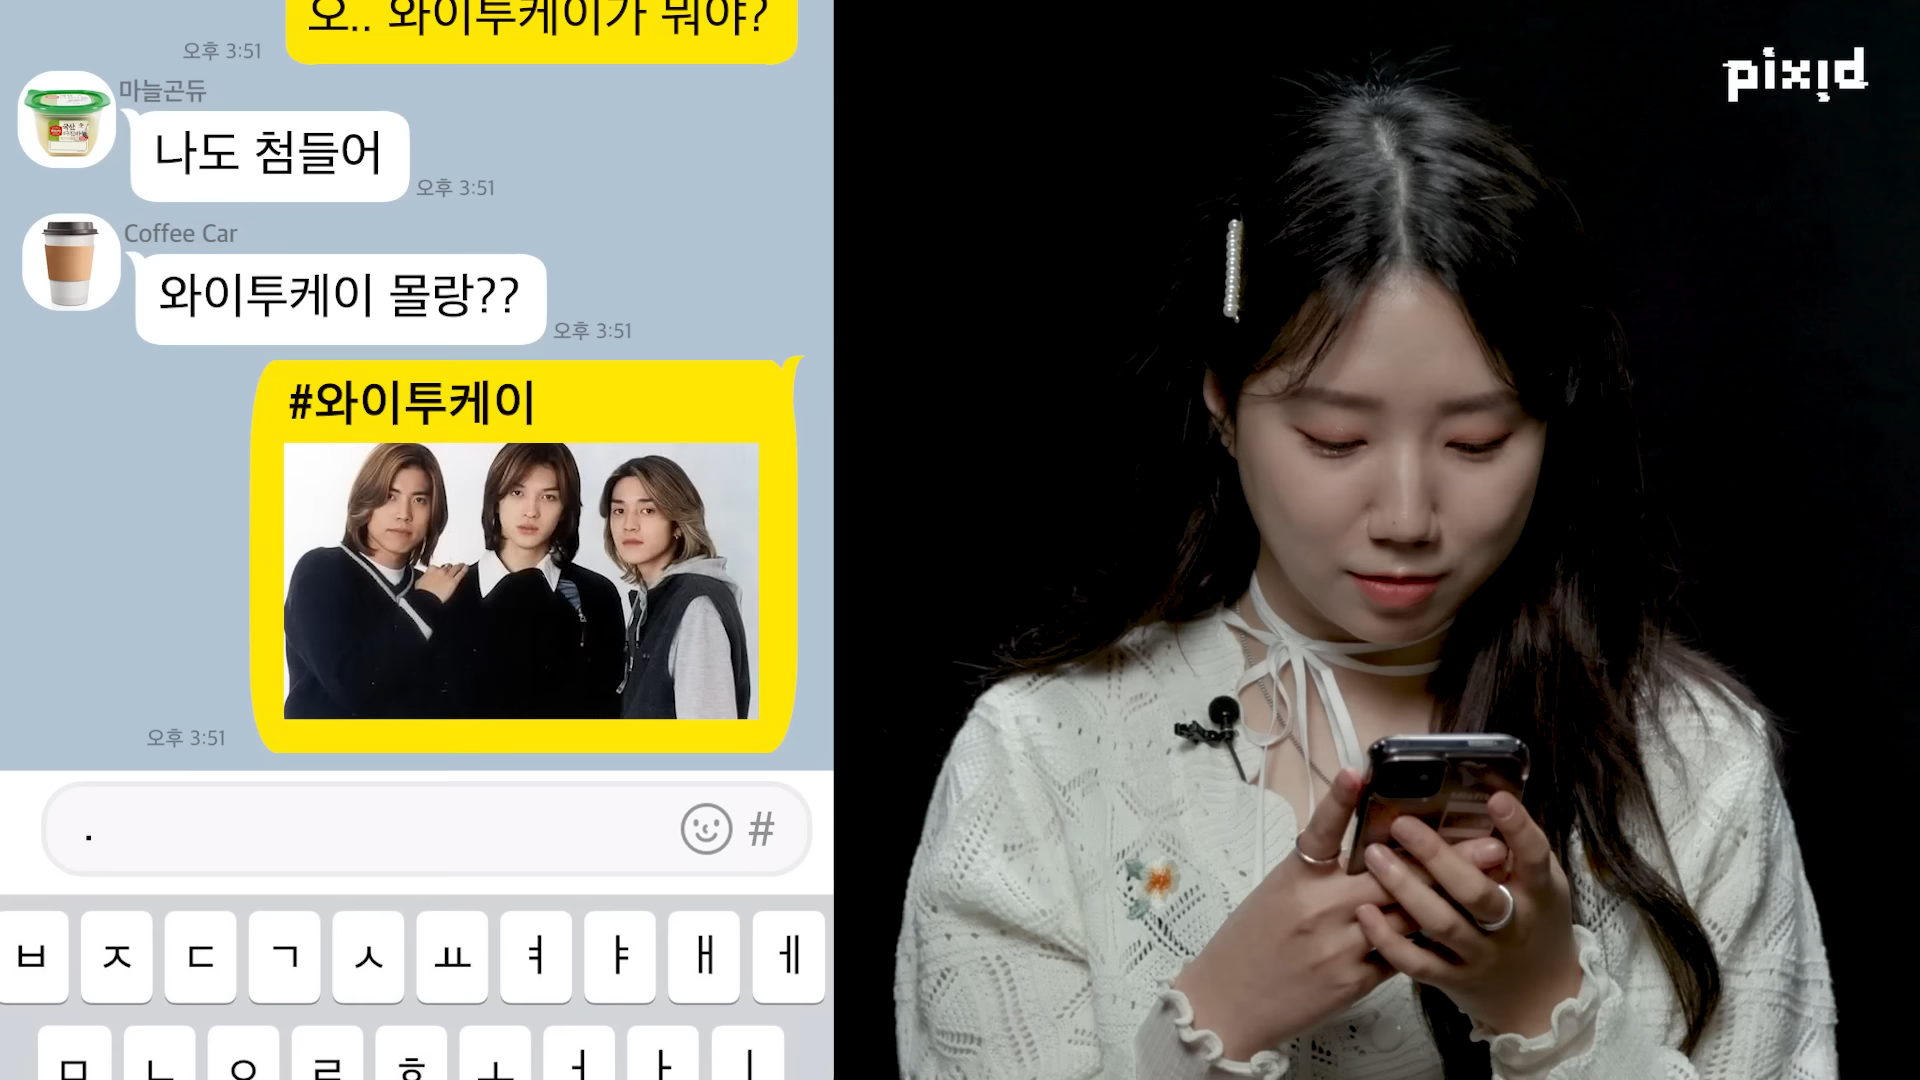 오.. 와이투케이가 뭐야?
오후 3:51
pix!d
마늘곤듀
나도 첨들어
오후 3:51
Coffee Car
와이투케이 몰랑??
오후 3:51
#와이투케이
오후 3:51
.
#
ㅂ ㅈ ㄷ ㄱ ㅅ ㅛ ㅕ ㅑ ㅐ ㅔ
ㅁ ㄴ ㅇ ㄹ ㅎ ㅗ ㅓ ㅏ ㅣ